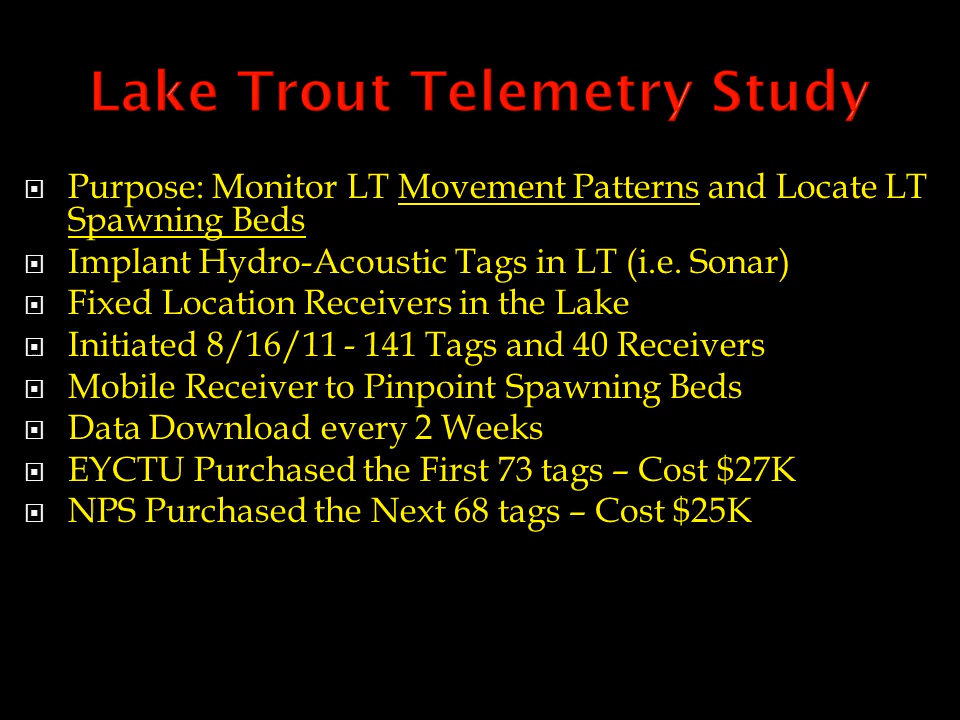 Lake Trout Telemetry Study
Purpose: Monitor LT Movement Patterns and Locate LT
Spawning Beds
Implant Hydro-Acoustic Tags in LT (i.e. Sonar)
Fixed Location Receivers in the Lake
Initiated 8/16/11 - 141 Tags and 40 Receivers
Mobile Receiver to Pinpoint Spawning Beds
Data Download every 2 Weeks
EYCTU Purchased the First 73 tags – Cost $27K
NPS Purchased the Next 68 tags – Cost $25K